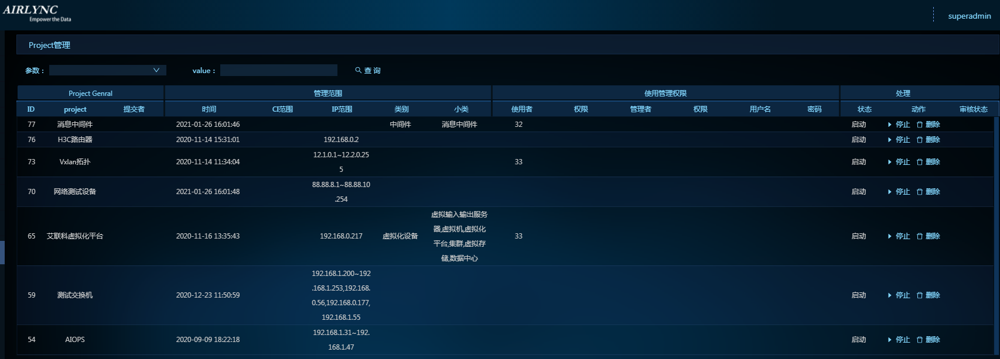 AIRLYNC
Empower the Data
superadmin
Project管理
参数： value： 查 询
Project Genral 管理范围 使用管理权限 处理
ID project 提交者 时间 CI范围 IP范围 类别 小类 使用者 权限 管理者 权限 用户名 密码 状态 动作 审核状态
77 消息中间件 2021-01-26 16:01:46 中间件 消息中间件 32 启动 停止 删除
76 H3C路由器 2020-11-14 15:31:01 192.168.0.2 启动 停止 删除
73 Vxlan拓扑 2020-11-14 11:34:04 12.1.0.1~12.2.0.25 33 启动 停止 删除
5
70 网络测试设备 2021-01-26 16:01:48 88.88.8.1~88.88.10 启动 停止 删除
.254
65 艾联科虚拟化平台 2020-11-16 13:35:43 192.168.0.217 虚拟化设备 虚拟输入输出服务 33 启动 停止 删除
器,虚拟机,虚拟化
平台,集群,虚拟存
储,数据中心
59 测试交换机 2020-12-23 11:50:59 192.168.1.200~192 启动 停止 删除
.168.1.253,192.168.
0.56,192.168.0.177,
192.168.1.55
54 AIOPS 2020-09-09 18:22:18 192.168.1.31~192. 启动 停止 删除
168.1.47